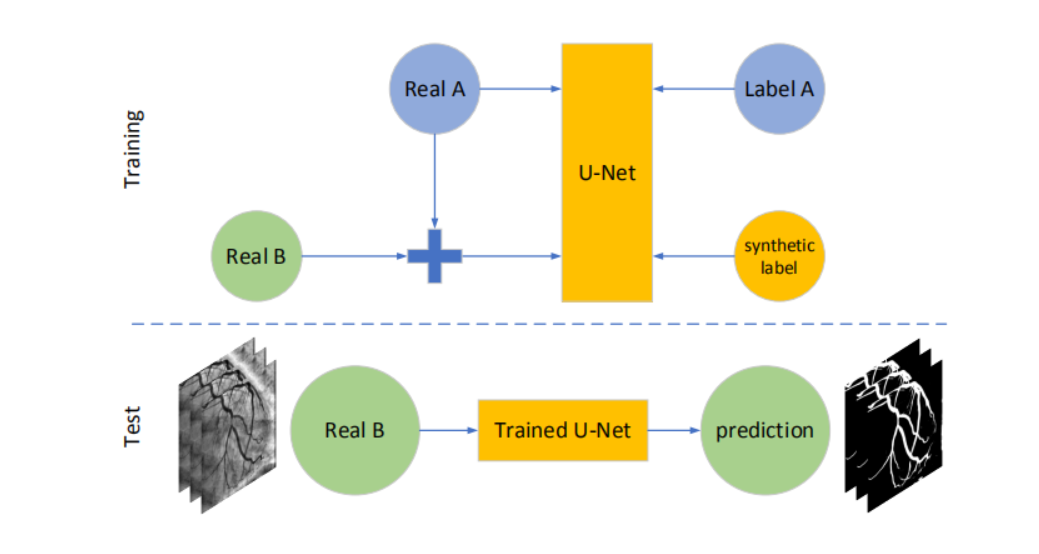 Training
Real A
Label A
U-Net
Real B
synthetic
label
Test
Real B
Trained U-Net
prediction